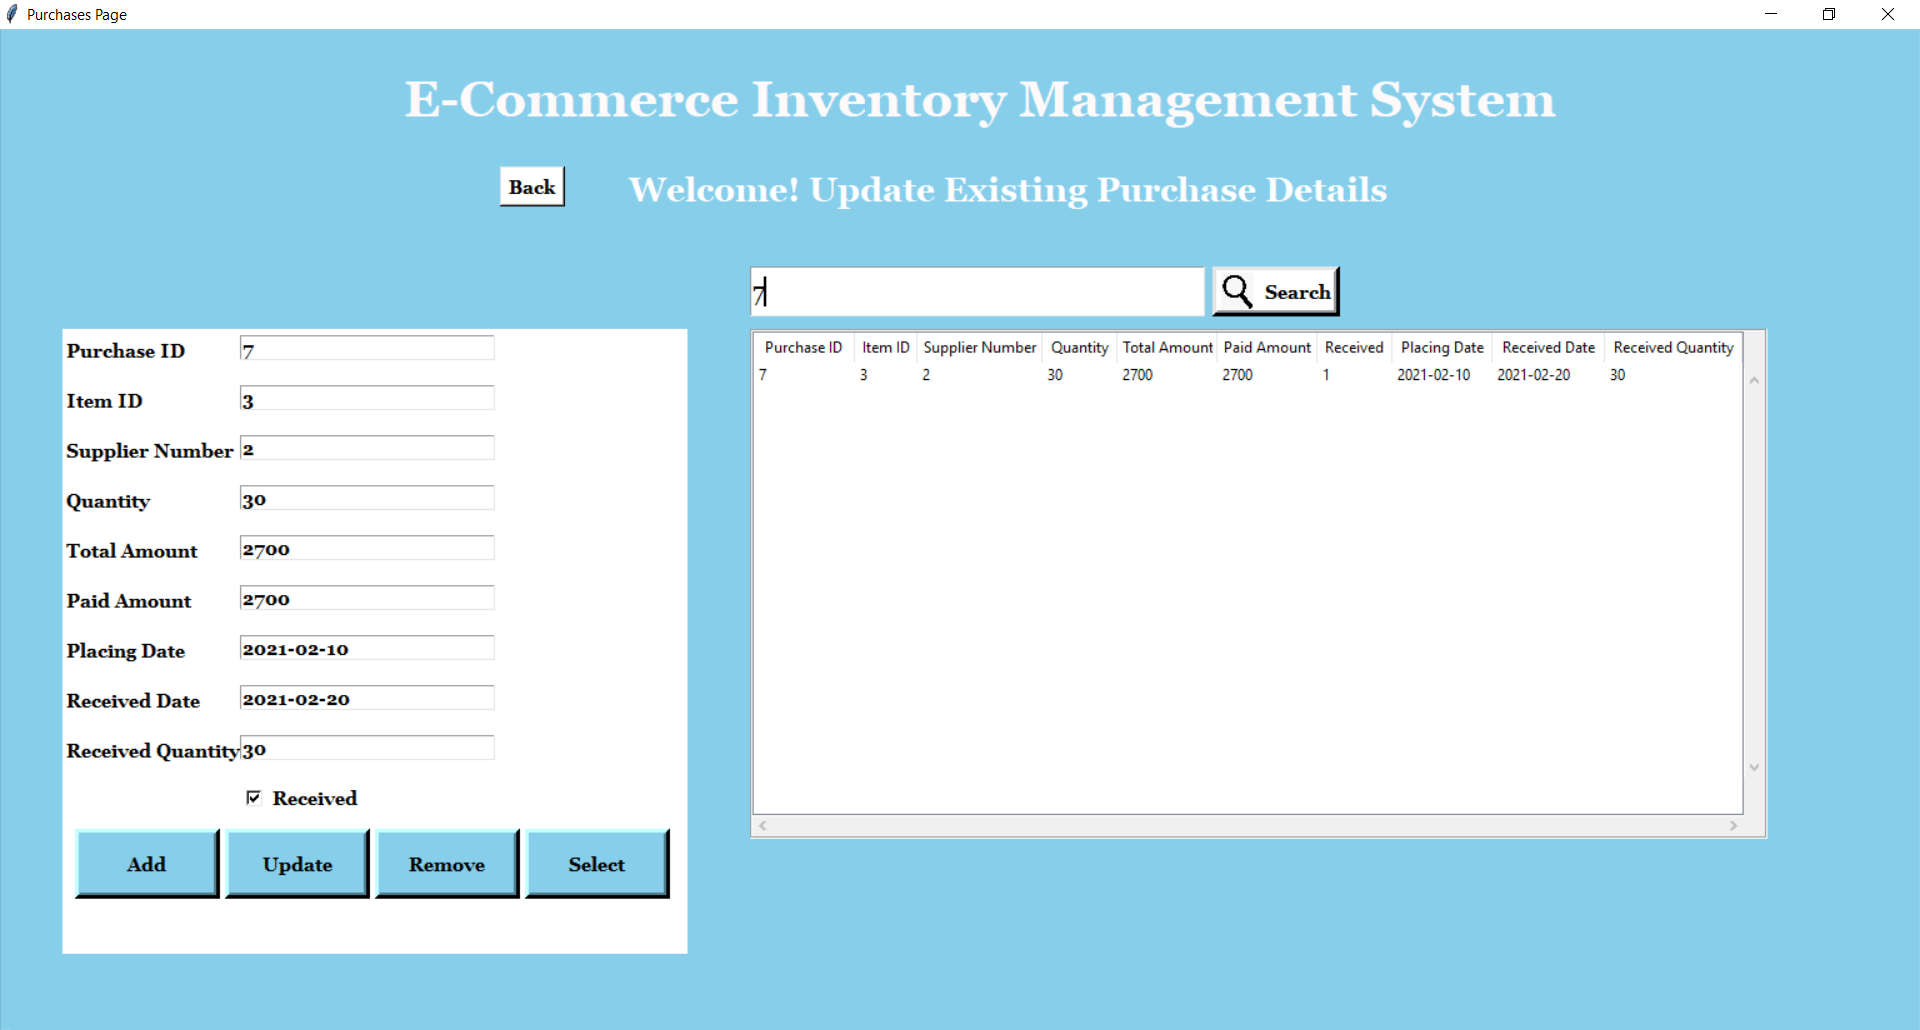 Purchases Page
E-Commerce Inventory Management System
Back
Welcome! Update Existing Purchase Details
7
Search
Purchase ID 7
Item ID 3
Supplier Number 2
Quantity 30
Total Amount 2700
Paid Amount 2700
Placing Date 2021-02-10
Received Date 2021-02-20
Received Quantity 30
Received
Add Update Remove Select
Purchase ID Item ID Supplier Number Quantity Total Amount Paid Amount Received Placing Date Received Date Received Quantity
7 3 2 30 2700 2700 1 2021-02-10 2021-02-20 30